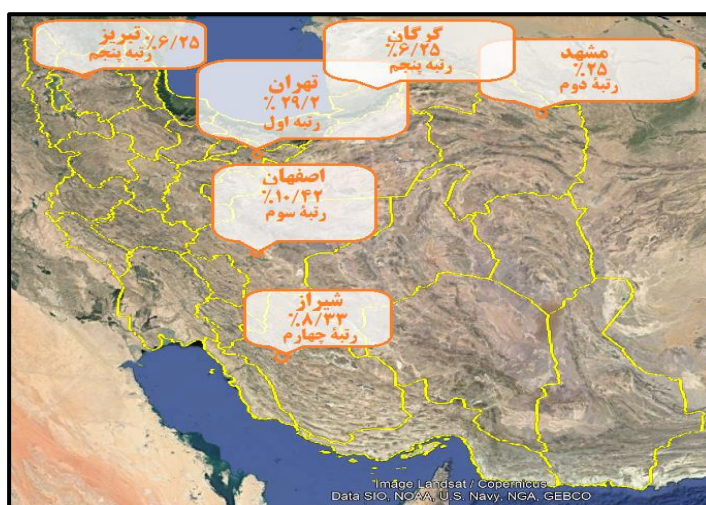 تبریز
%۶/۲۵
رتبه پنجم
گرگان
%۶/۲۵
رتبه پنجم
مشهد
%۲۵
رتبهٔ دوم
تهران
% ۲۹/۲
رتبه اول
اصفهان
%۱۰/۴۲
رتبهٔ سوم
شیراز
%۸/۳۳
رتبهٔ چهارم
Image Landsat / Copernicus
Data SIO, NOAA, U.S. Navy, NGA, GEBCO